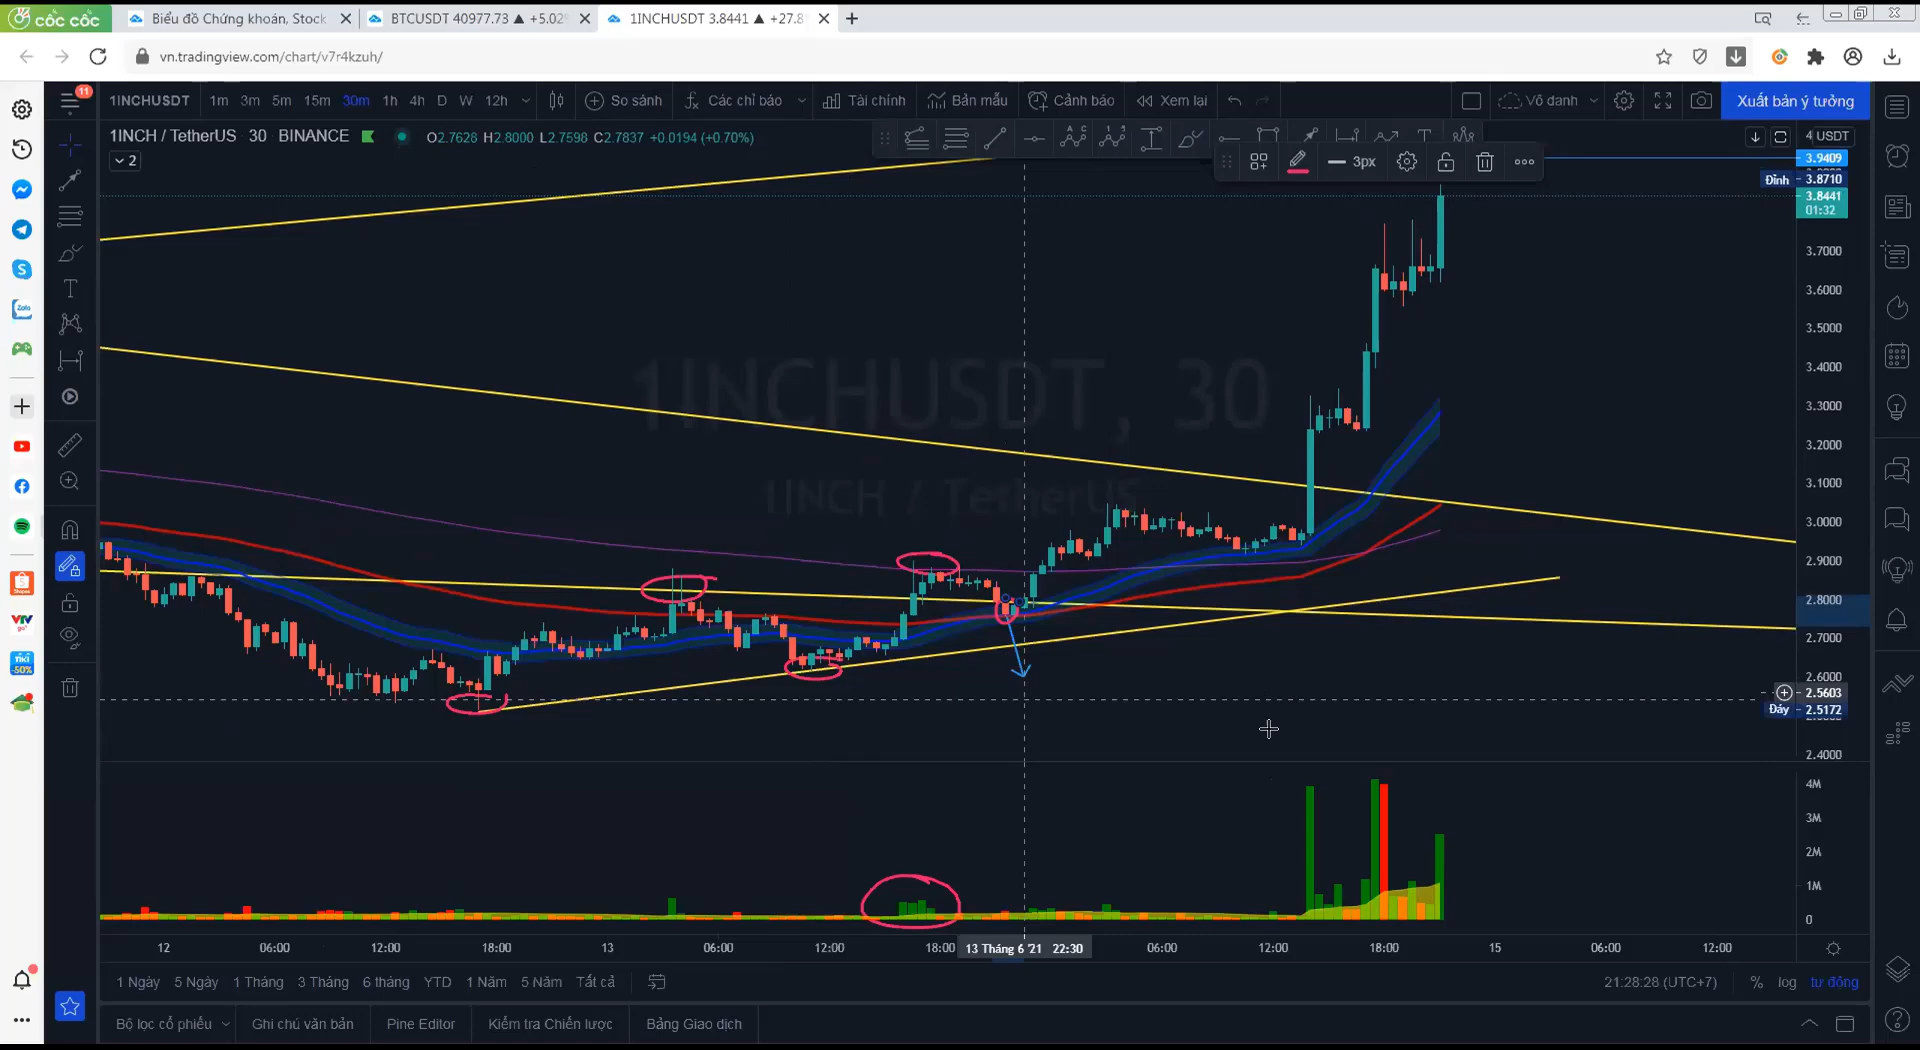 cốc cốc
Biểu đồ Chứng khoán, Stock
BTCUSDT 40977.73 ▲ +5.02%
1INCHUSDT 3.8441 ▲ +27.8
vn.tradingview.com/chart/v7r4kzuh/
11
1INCHUSDT 1m 3m 5m 15m 30m 1h 4h D W 12h So sánh Các chỉ báo Tài chính Bản mẫu Cảnh báo Xem lại Vô danh Xuất bản ý tưởng
1INCH / TetherUS 30 BINANCE O2.7628 H2.8000 L2.7598 C2.7837 +0.0194 (+0.70%)
2
3px
4 USDT
3.9409
Đỉnh 3.8710
3.8441
01:32
3.7000
3.6000
3.5000
3.4000
3.3000
3.2000
3.1000
3.0000
2.9000
2.8000
2.7000
2.6000
2.5603
Đáy 2.5172
2.4000
1INCHUSDT, 30
1INCH / TetherUS
4M
3M
2M
1M
0
12 06:00 12:00 18:00 13 06:00 12:00 18:00 13 Tháng 6 '21 22:30 06:00 12:00 18:00 15 06:00 12:00
1 Ngày 5 Ngày 1 Tháng 3 Tháng 6 tháng YTD 1 Năm 5 Năm Tất cả 21:28:28 (UTC+7) % log tự động
Bộ lọc cổ phiếu Ghi chú văn bản Pine Editor Kiểm tra Chiến lược Bảng Giao dịch
Zalo
Shopee
VTV
go
TIKI
-50%